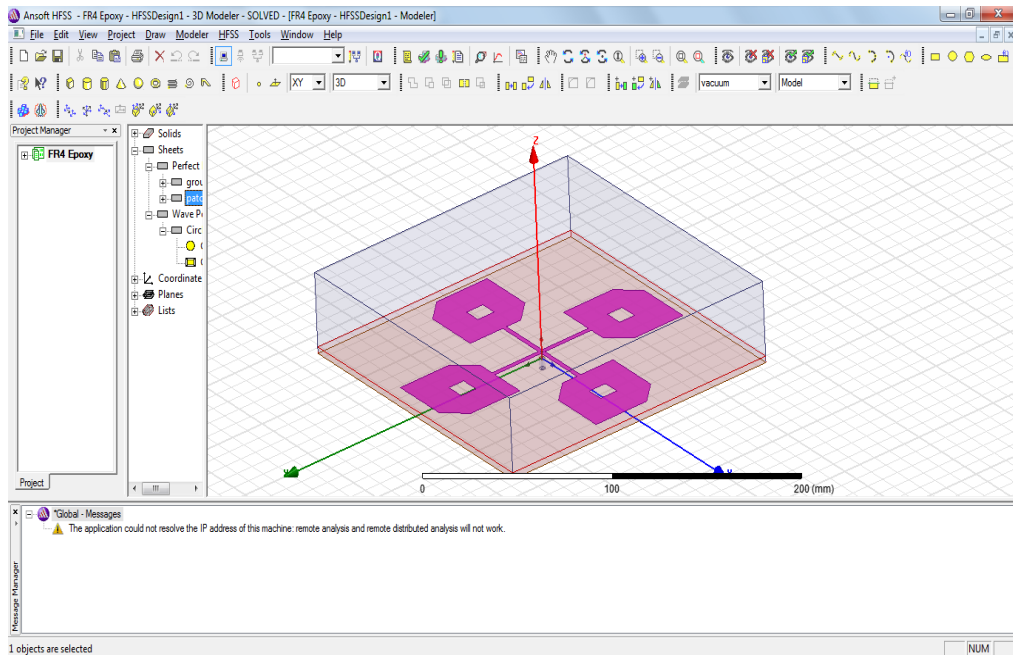 Ansoft HFSS - FR4 Epoxy - HFSSDesign1 - 3D Modeler - SOLVED - [FR4 Epoxy - HFSSDesign1 - Modeler]
File Edit View Project Draw Modeler HFSS Tools Window Help
XY 3D vacuum Model
Project Manager
FR4 Epoxy
Project
Solids
Sheets
Perfect
grou
patc
Wave Po
Circ
Coordinate
Planes
Lists
Z
0 100 200 (mm)
*Global - Messages
The application could not resolve the IP address of this machine: remote analysis and remote distributed analysis will not work.
Message Manager
1 objects are selected
NUM